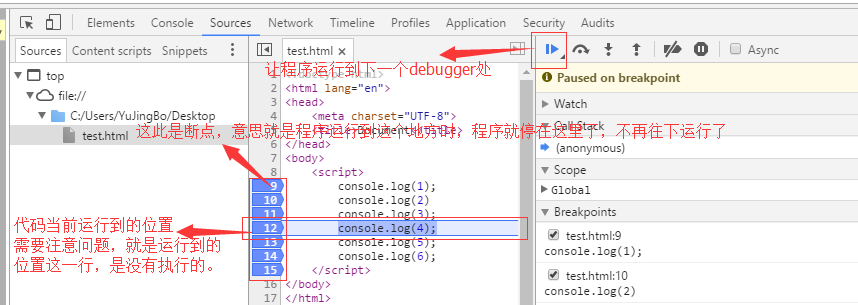 Elements Console Sources Network Timeline Profiles Application Security Audits
Sources Content scripts Snippets
test.html ×
Async
让程序运行到下一个debugger处
top
file://
C:/Users/YuJingBo/Desktop
test.html
这此是断点，意思就是程序运行到这个地方时，程序就停在这里了，不再往下运行了
2 <html lang="en">
3 <head>
4 <meta charset="UTF-8">
6 </head>
7 <body>
8 <script>
9 console.log(1);
10 console.log(2)
11 console.log(3);
12 console.log(4);
13 console.log(5);
14 console.log(6);
15 </script>
16 </body>
17 </html>
代码当前运行到的位置
需要注意问题，就是运行到的
位置这一行，是没有执行的。
Paused on breakpoint
Watch
Call Stack
(anonymous)
Scope
Global
Breakpoints
test.html:9
console.log(1);
test.html:10
console.log(2)